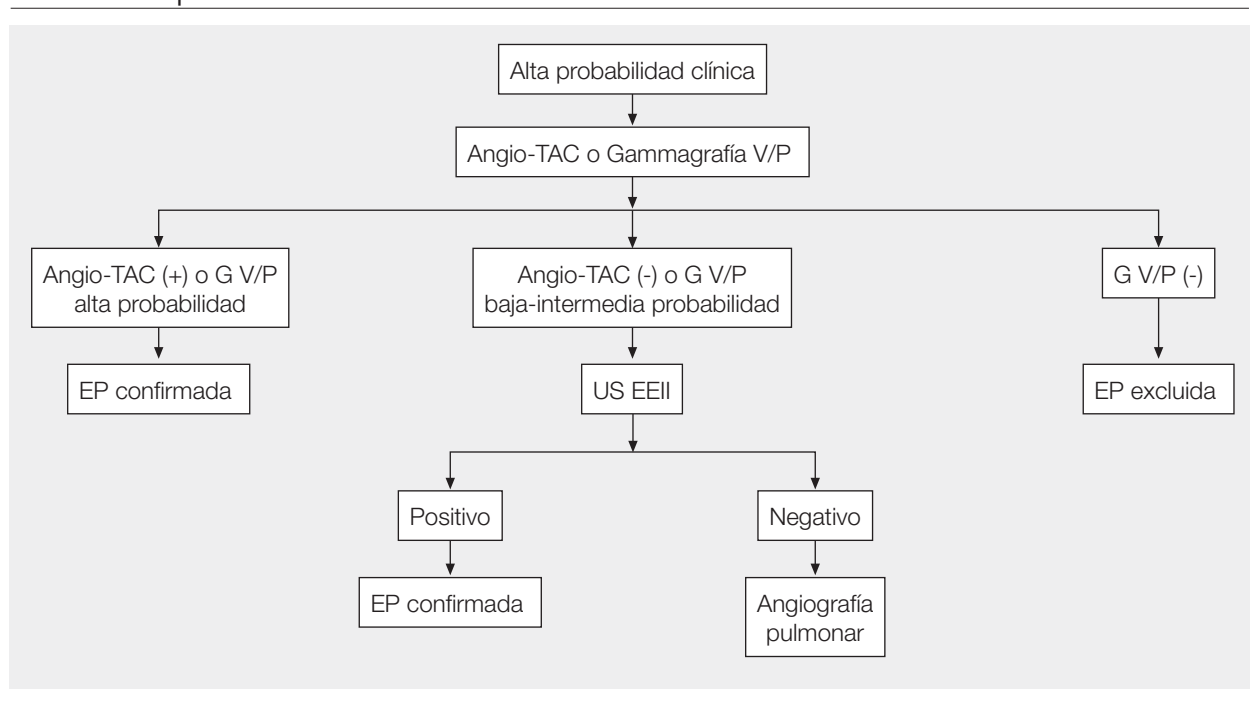 Alta probabilidad clínica
Angio-TAC o Gammagrafía V/P
Angio-TAC (+) o G V/P
alta probabilidad
Angio-TAC (-) o G V/P
baja-intermedia probabilidad
G V/P (-)
EP confirmada
US EEII
EP excluida
Positivo
Negativo
EP confirmada
Angiografía
pulmonar